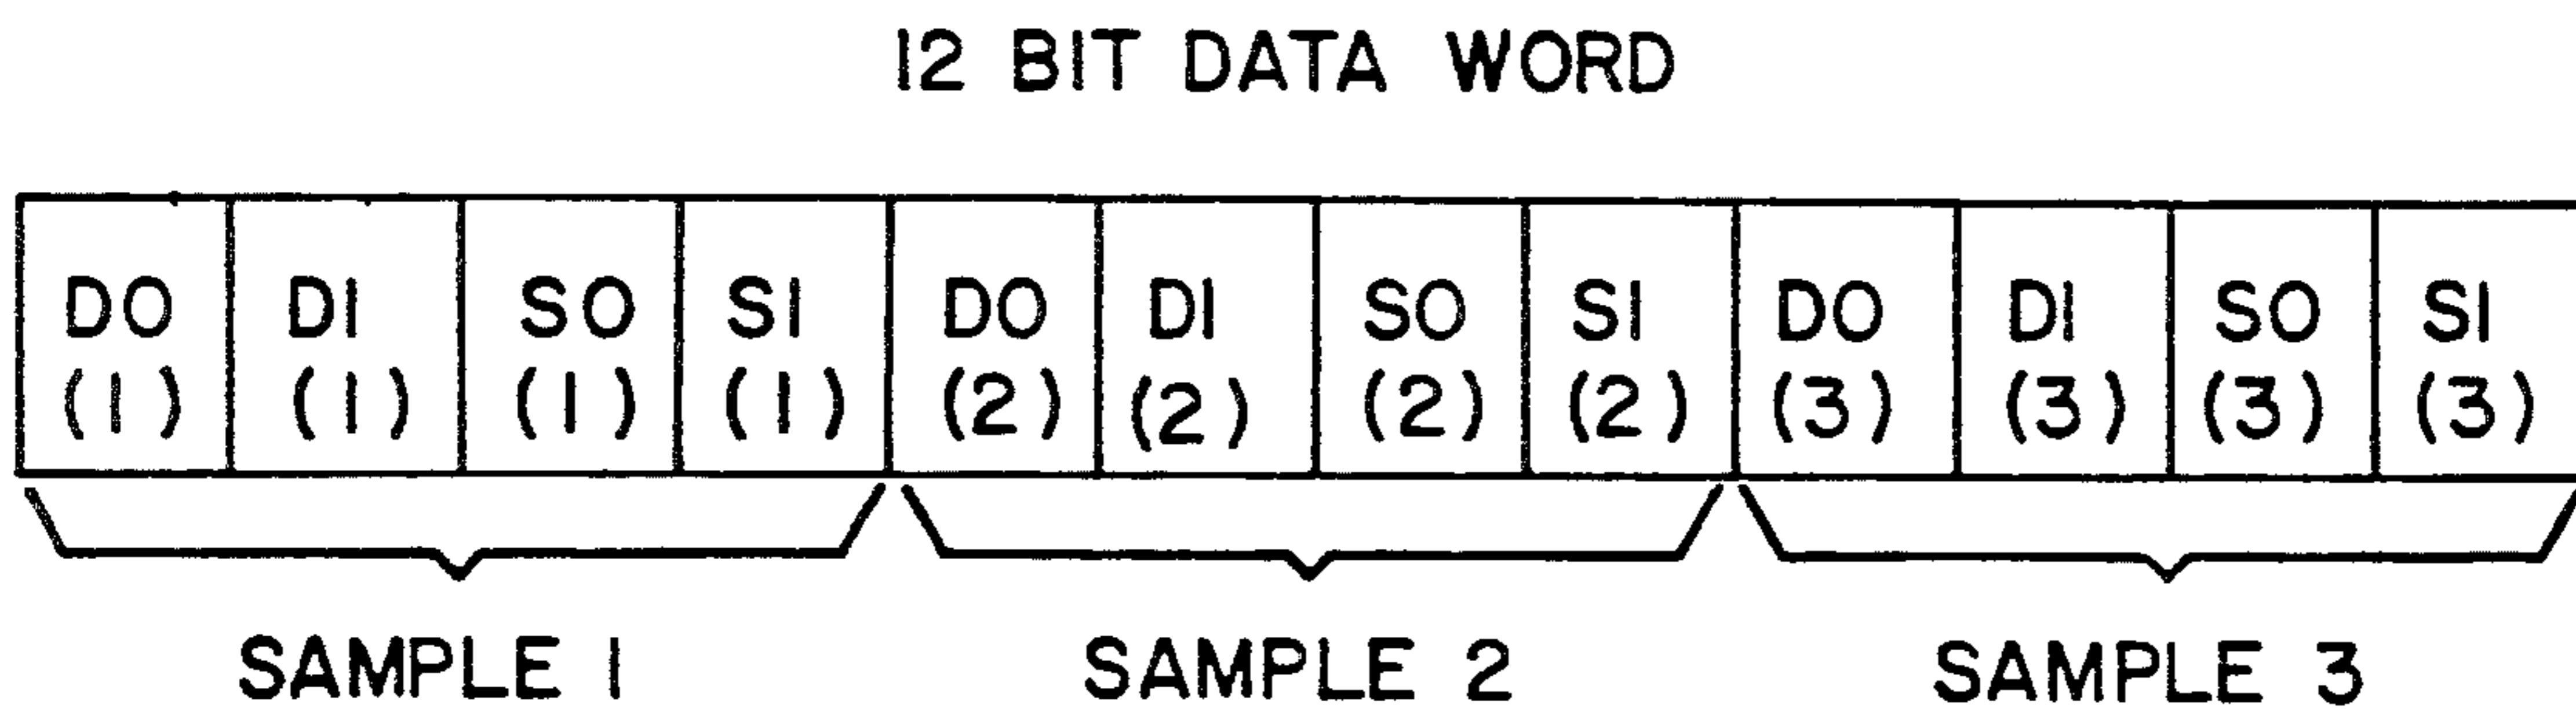 12 BIT DATA WORD
DO DI SO SI DO DI SO SI DO DI SO SI
(1) (1) (1) (1) (2) (2) (2) (2) (3) (3) (3) (3)
SAMPLE 1 SAMPLE 2 SAMPLE 3